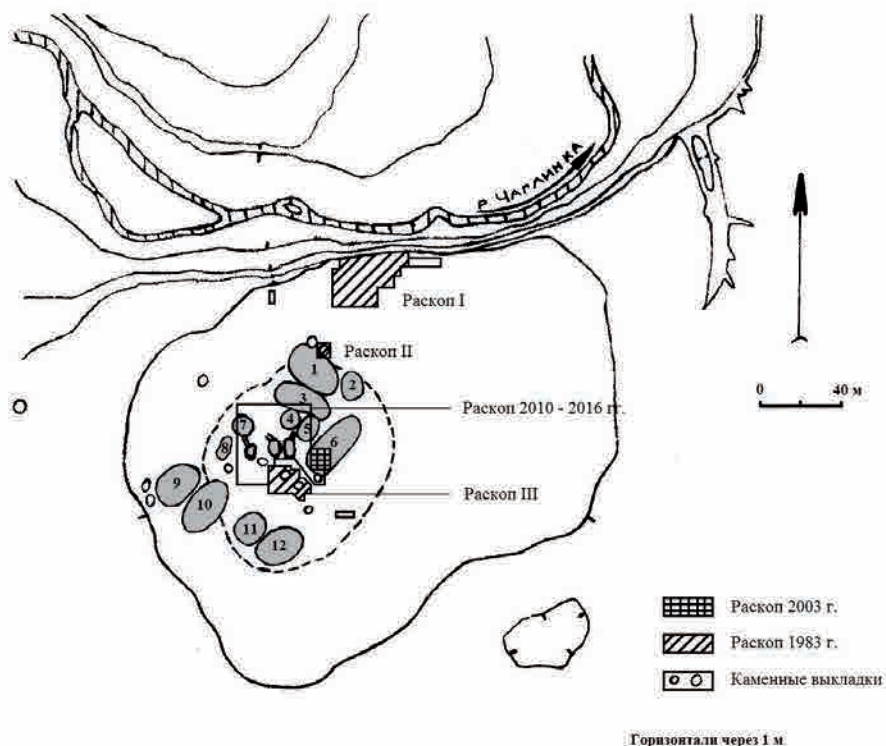 р. ЧАГЛИНКА
Раскоп I
Раскоп II
1
2
3
Раскоп 2010 - 2016 гг.
7
4
5
6
8
9
10
Раскоп III
11
12
0 40 м
Раскоп 2003 г.
Раскоп 1983 г.
Каменные выкладки
Горизонтали через 1 м